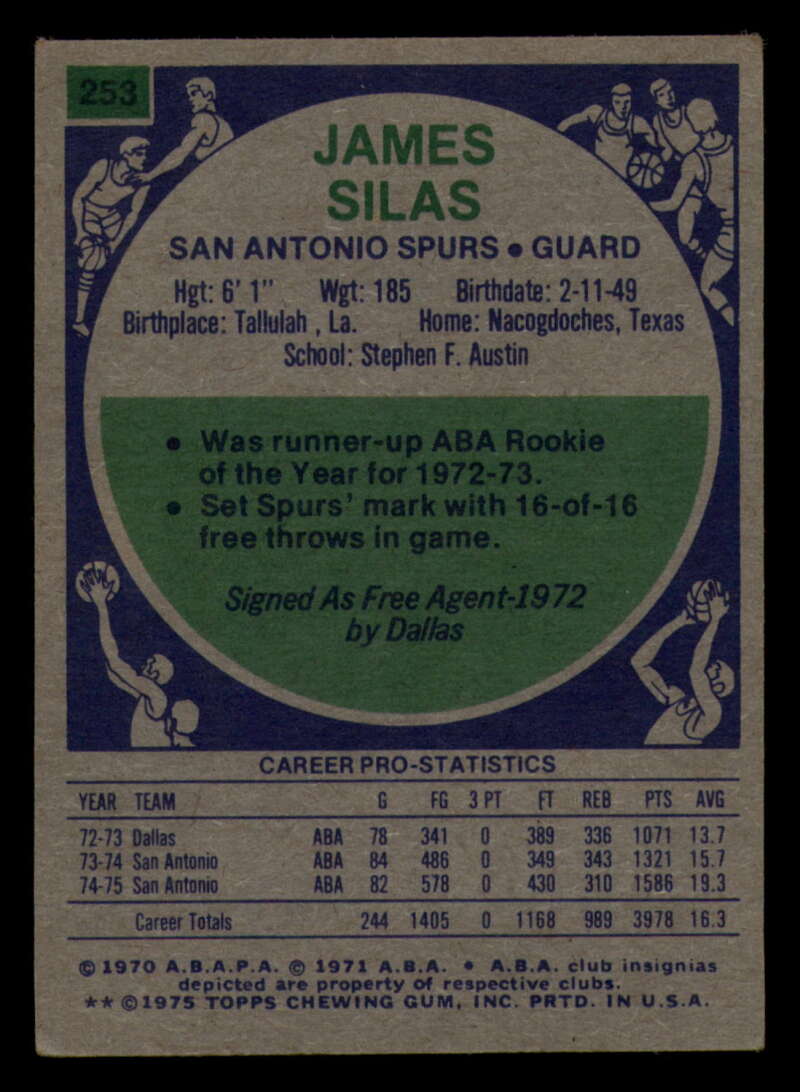 253
JAMES
SILAS
SAN ANTONIO SPURS • GUARD
Hgt: 6' 1" Wgt: 185 Birthdate: 2-11-49
Birthplace: Tallulah , La. Home: Nacogdoches, Texas
School: Stephen F. Austin
• Was runner-up ABA Rookie
of the Year for 1972-73.
• Set Spurs' mark with 16-of-16
free throws in game.
Signed As Free Agent-1972
by Dallas
CAREER PRO-STATISTICS
YEAR TEAM G FG 3 PT FT REB PTS AVG
72-73 Dallas ABA 78 341 0 389 336 1071 13.7
73-74 San Antonio ABA 84 486 0 349 343 1321 15.7
74-75 San Antonio ABA 82 578 0 430 310 1586 19.3
Career Totals 244 1405 0 1168 989 3978 16.3
© 1970 A.B.A.P.A. © 1971 A.B.A. • A.B.A. club insignias
depicted are property of respective clubs.
** ©1975 TOPPS CHEWING GUM, INC. PRTD. IN U.S.A.